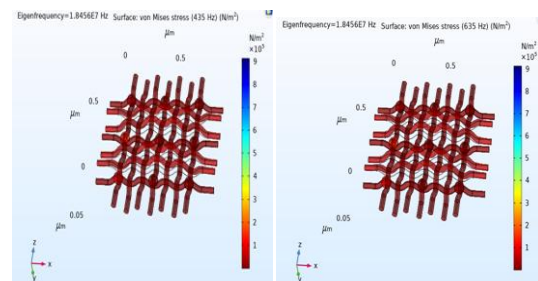 Eigenfrequency=1.8456E7 Hz Surface: von Mises stress (435 Hz) (N/m²)
μm
0
0.5
N/m²
×10⁵
9
8
7
6
5
4
3
2
1
0.5
μm
0
0.05
μm
z
x
y
Eigenfrequency=1.8456E7 Hz Surface: von Mises stress (635 Hz) (N/m²)
μm
0
0.5
N/m²
×10⁵
9
8
7
6
5
4
3
2
1
0.5
μm
0
0.05
μm
z
x
y